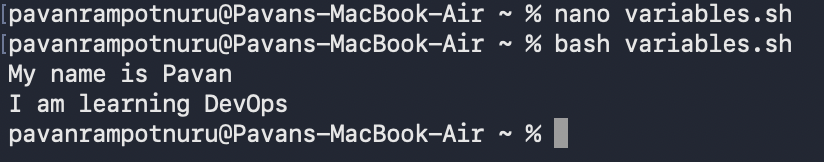 [pavanrampotnuru@Pavans-MacBook-Air ~ % nano variables.sh
[pavanrampotnuru@Pavans-MacBook-Air ~ % bash variables.sh
My name is Pavan
I am learning DevOps
pavanrampotnuru@Pavans-MacBook-Air ~ %